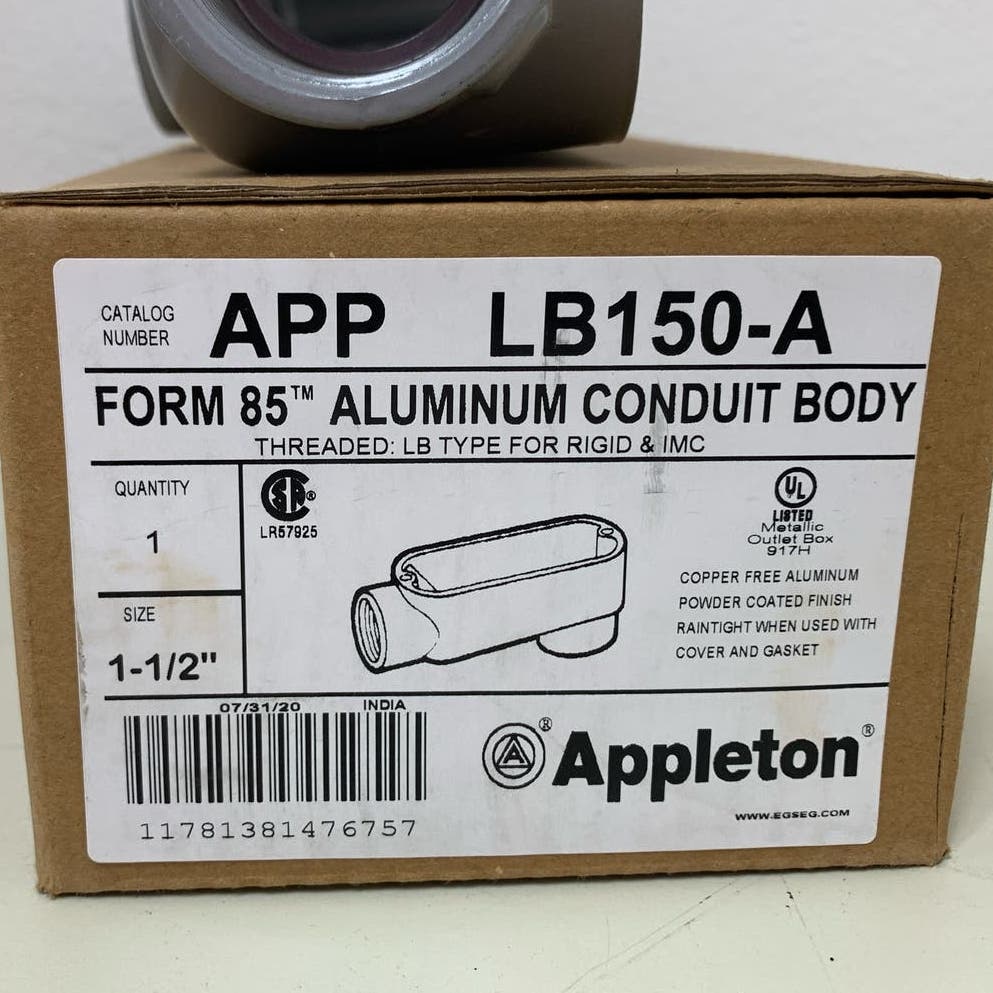 CATALOG NUMBER APP LB150-A
FORM 85™ ALUMINUM CONDUIT BODY
THREADED: LB TYPE FOR RIGID & IMC
QUANTITY
1
SIZE
1-1/2"
SA®
LR57925
UL
LISTED
Metallic
Outlet Box
917H
COPPER FREE ALUMINUM
POWDER COATED FINISH
RAINTIGHT WHEN USED WITH
COVER AND GASKET
07/31/20 INDIA
11781381476757
A® Appleton®
WWW.EGSEG.COM